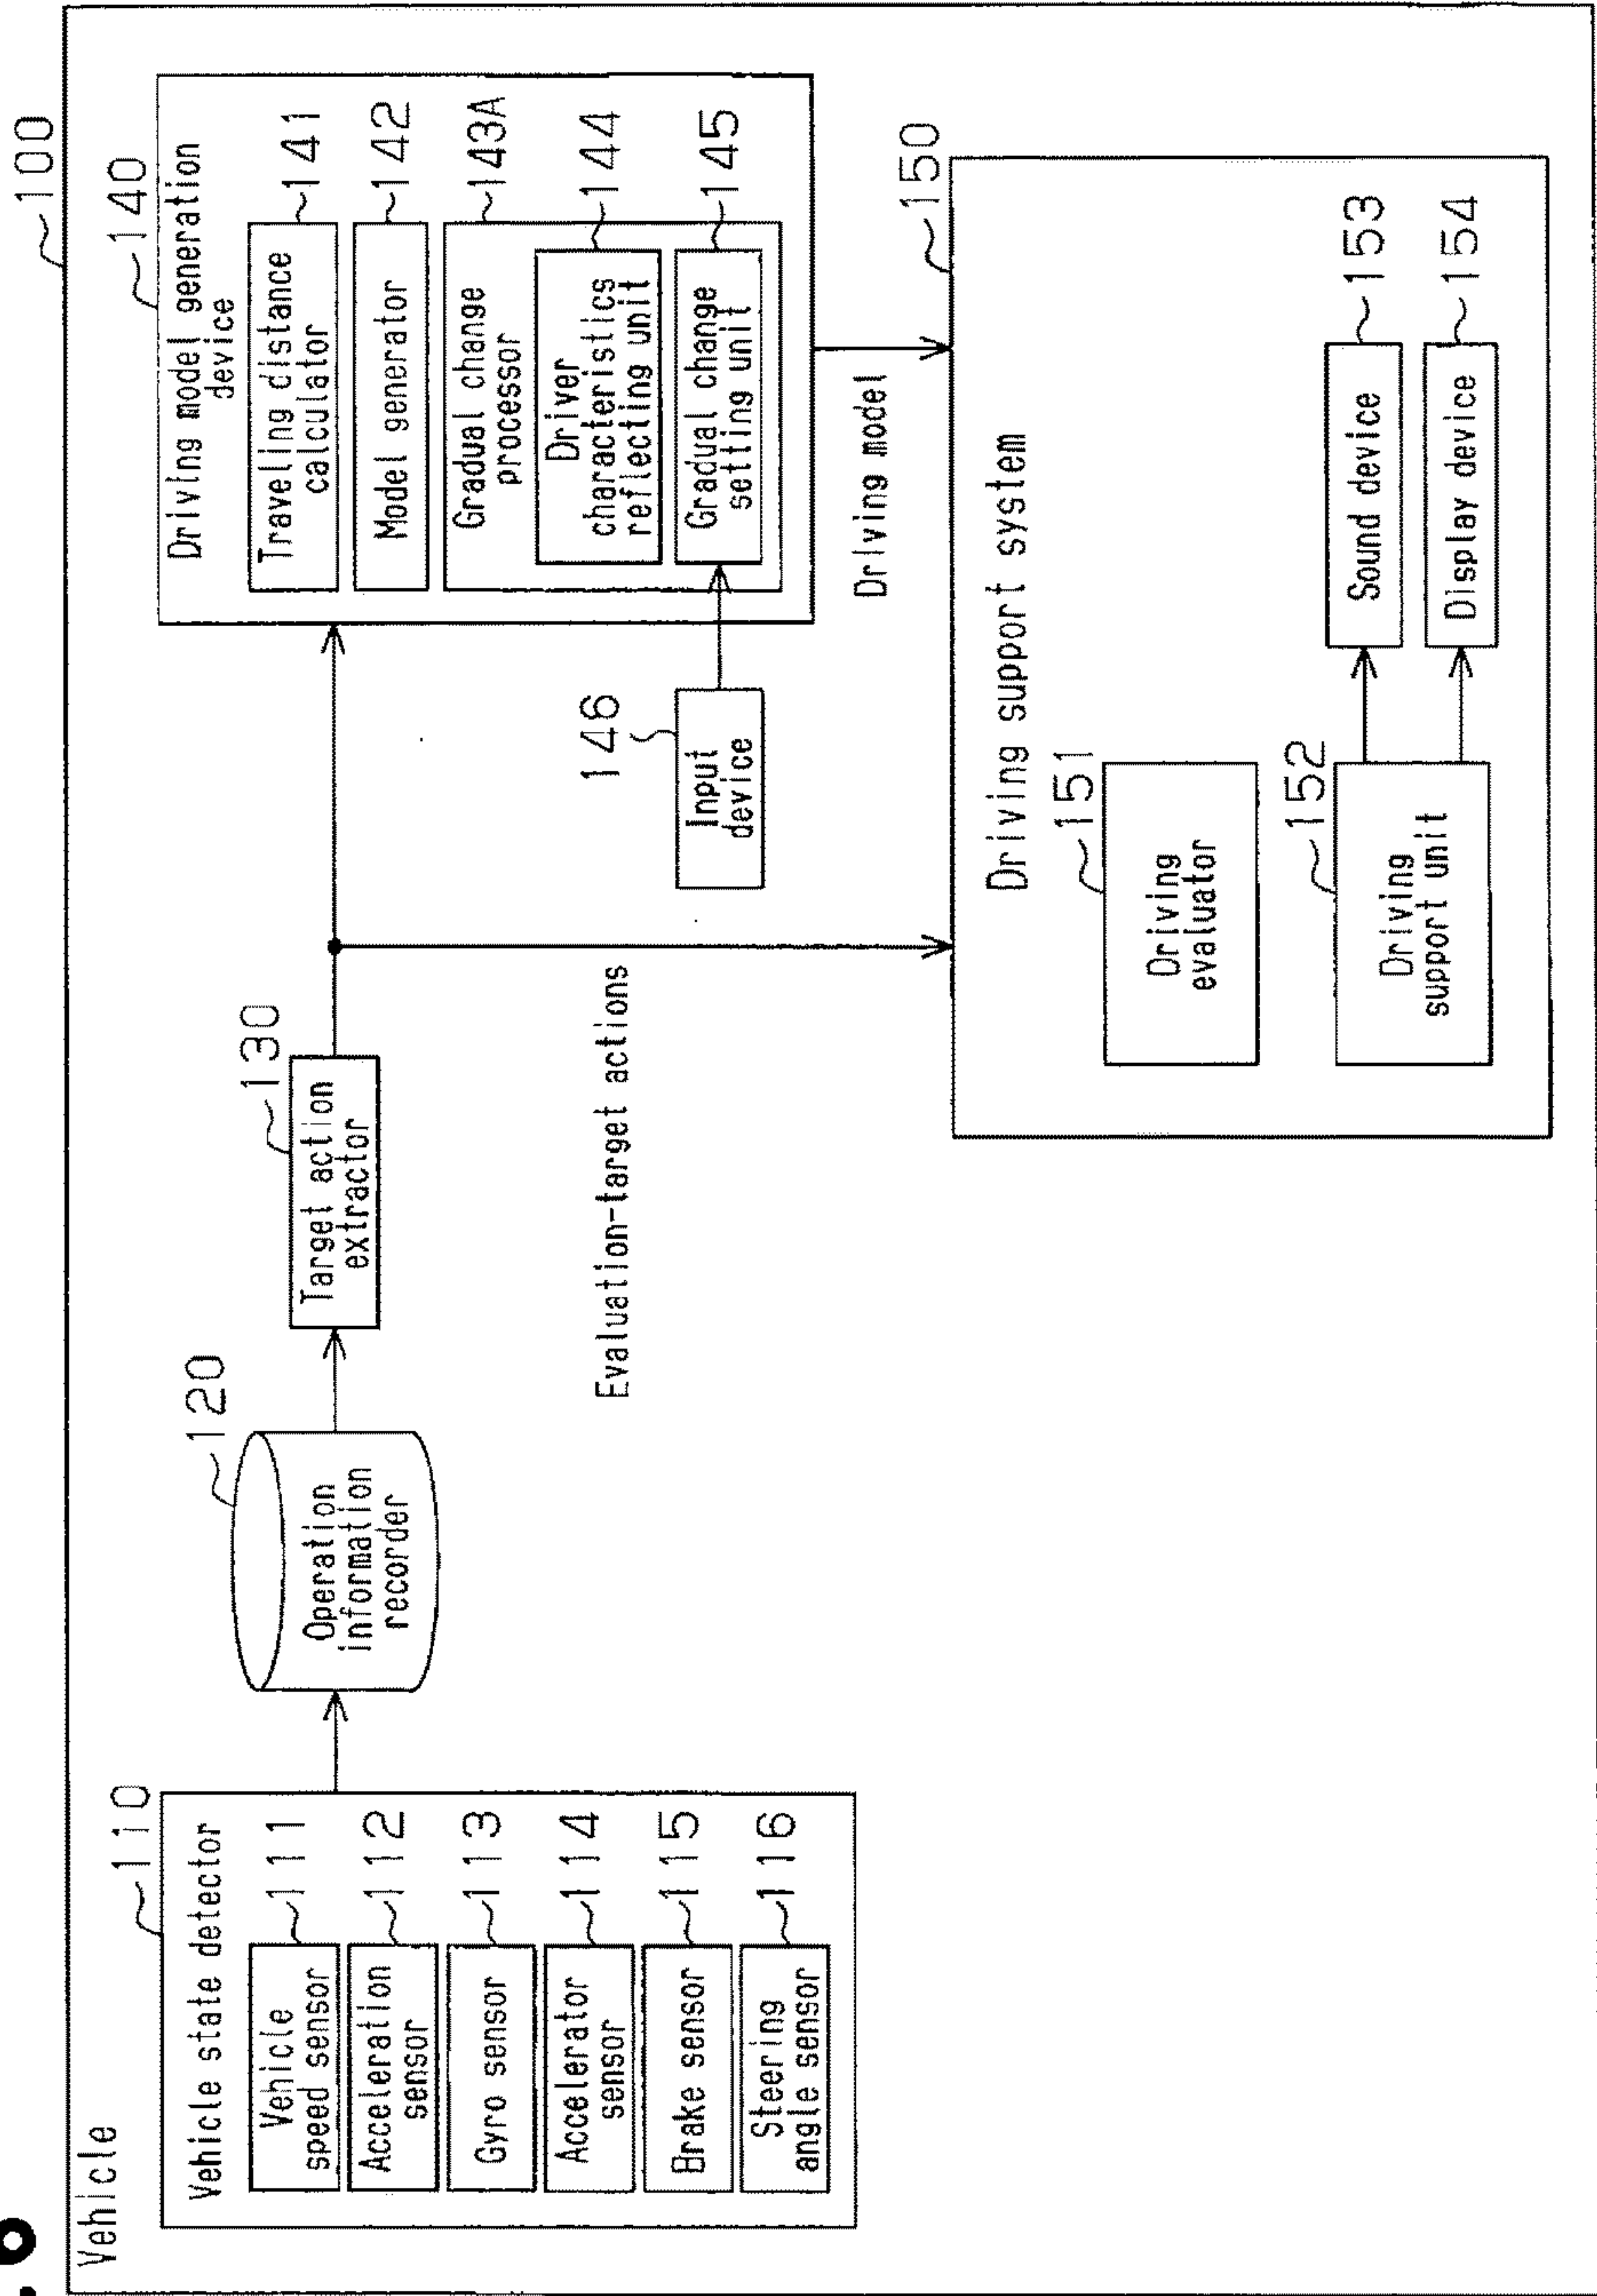 Vehicle
100
110
Vehicle state detector
Vehicle
speed sensor
111
Acceleration
sensor
112
Gyro sensor
113
Accelerator
sensor
114
Brake sensor
115
Steering
angle sensor
116
120
Operation
information
recorder
130
Target action
extractor
Evaluation-target actions
140
Driving model generation
device
Traveling distance
calculator
141
Model generator
142
Gradual change
processor
143A
Driver
characteristics
reflecting unit
144
Gradual change
setting unit
145
146
Input
device
Driving model
150
Driving support system
151
Driving
evaluator
152
Driving
support unit
Sound device
153
Display device
154